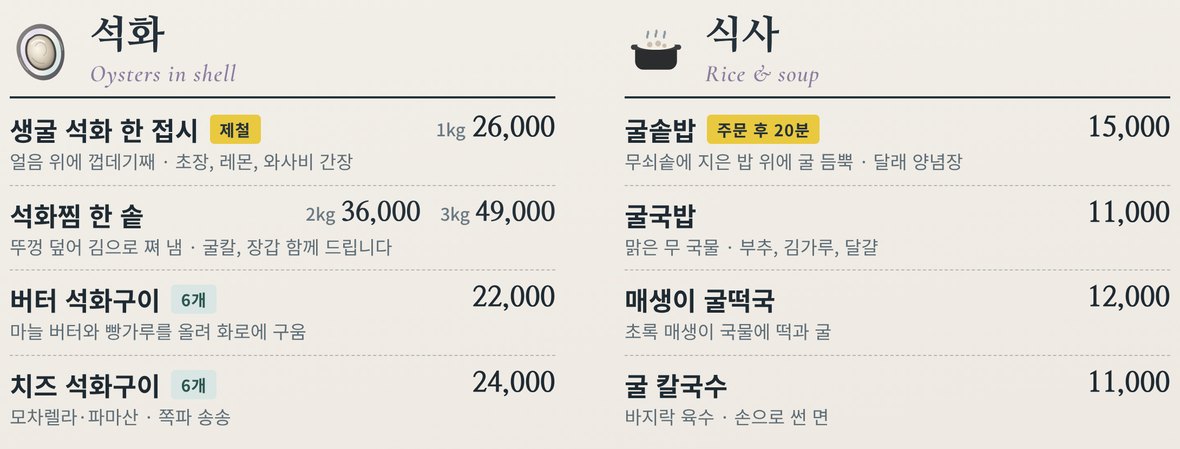 석화
Oysters in shell
생굴 석화 한 접시 제철 1kg 26,000
얼음 위에 껍데기째 · 초장, 레몬, 와사비 간장
석화찜 한 솥 2kg 36,000 3kg 49,000
뚜껑 덮어 김으로 쪄 냄 · 굴칼, 장갑 함께 드립니다
버터 석화구이 6개 22,000
마늘 버터와 빵가루를 올려 화로에 구움
치즈 석화구이 6개 24,000
모차렐라·파마산 · 쪽파 송송
식사
Rice & soup
굴솥밥 주문 후 20분 15,000
무쇠솥에 지은 밥 위에 굴 듬뿍 · 달래 양념장
굴국밥 11,000
맑은 무 국물 · 부추, 김가루, 달걀
매생이 굴떡국 12,000
초록 매생이 국물에 떡과 굴
굴 칼국수 11,000
바지락 육수 · 손으로 썬 면